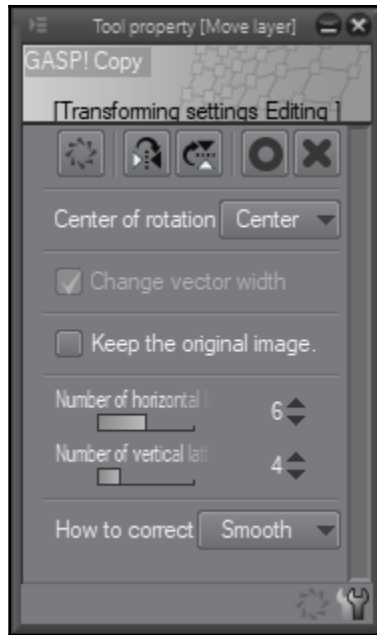 Tool property [Move layer]
GASP! Copy
[Transforming settings Editing ]
Center of rotation Center
Change vector width
Keep the original image.
Number of horizontal
6
Number of vertical
4
How to correct Smooth